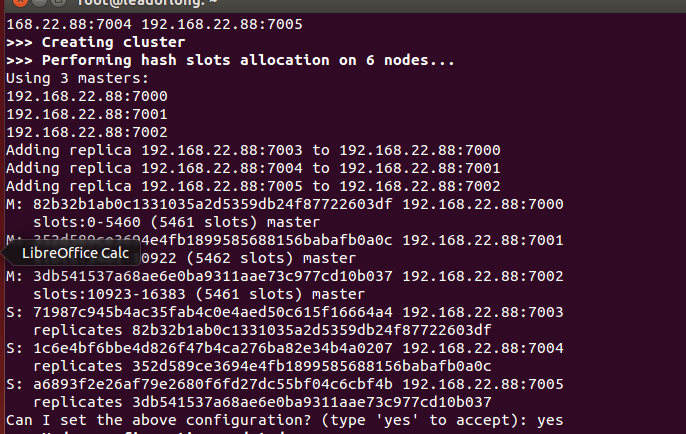 root@leadorlong: ~
168.22.88:7004 192.168.22.88:7005
>>> Creating cluster
>>> Performing hash slots allocation on 6 nodes...
Using 3 masters:
192.168.22.88:7000
192.168.22.88:7001
192.168.22.88:7002
Adding replica 192.168.22.88:7003 to 192.168.22.88:7000
Adding replica 192.168.22.88:7004 to 192.168.22.88:7001
Adding replica 192.168.22.88:7005 to 192.168.22.88:7002
M: 82b32b1ab0c1331035a2d5359db24f87722603df 192.168.22.88:7000
slots:0-5460 (5461 slots) master
M: 352d589ce3694e4fb1899585688156babafb0a0c 192.168.22.88:7001
LibreOffice Calc
10922 (5462 slots) master
M: 3db541537a68ae6e0ba9311aae73c977cd10b037 192.168.22.88:7002
slots:10923-16383 (5461 slots) master
S: 71987c945b4ac35fab4c0e4aed50c615f16664a4 192.168.22.88:7003
replicates 82b32b1ab0c1331035a2d5359db24f87722603df
S: 1c6e4bf6bbe4d826f47b4ca276ba82e34b4a0207 192.168.22.88:7004
replicates 352d589ce3694e4fb1899585688156babafb0a0c
S: a6893f2e26af79e2680f6fd27dc55bf04c6cbf4b 192.168.22.88:7005
replicates 3db541537a68ae6e0ba9311aae73c977cd10b037
Can I set the above configuration? (type 'yes' to accept): yes